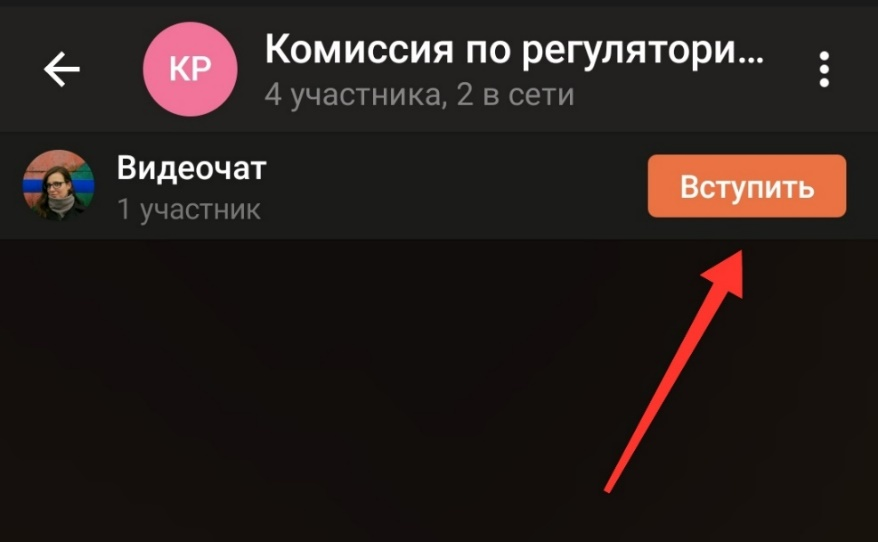 КР
Комиссия по регулятори...
4 участника, 2 в сети
Видеочат
1 участник
Вступить